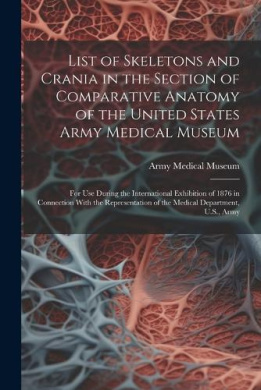 List of Skeletons and
Crania in the Section of
Comparative Anatomy
of the United States
Army Medical Museum
Army Medical Museum
For Use During the International Exhibition of 1876 in
Connection With the Representation of the Medical Department,
U.S., Army